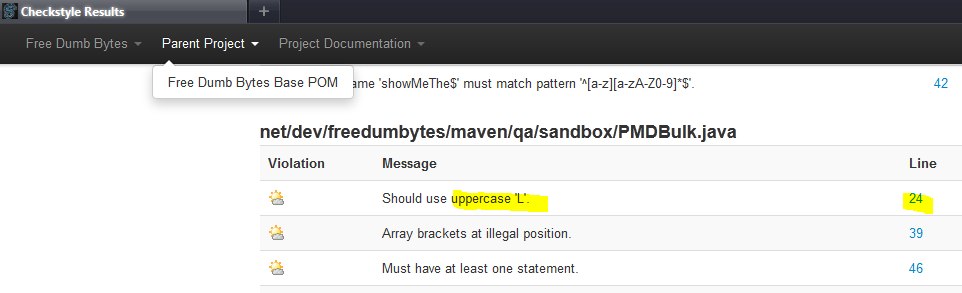 Checkstyle Results
+
Free Dumb Bytes Parent Project Project Documentation
Free Dumb Bytes Base POM
ame 'showMeThe$' must match pattern '^[a-z][a-zA-Z0-9]*$'. 42
net/dev/freedumbytes/maven/qa/sandbox/PMDBulk.java
Violation Message Line
Should use uppercase 'L'. 24
Array brackets at illegal position. 39
Must have at least one statement. 46